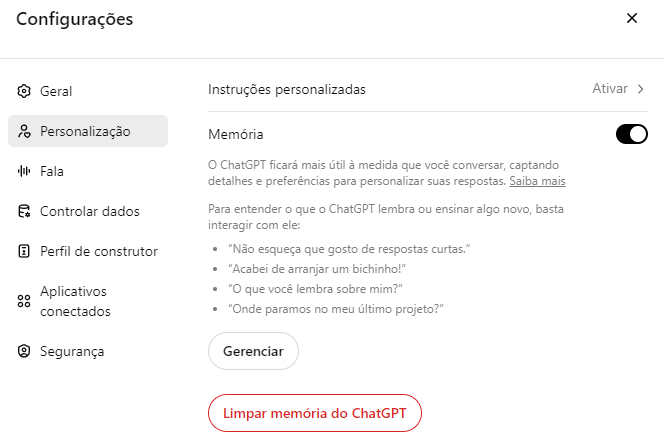 Configurações
Geral
Personalização
Fala
Controlar dados
Perfil de construtor
Aplicativos
conectados
Segurança
Instruções personalizadas
Ativar
Memória
O ChatGPT ficará mais útil à medida que você conversar, captando
detalhes e preferências para personalizar suas respostas. Saiba mais
Para entender o que o ChatGPT lembra ou ensinar algo novo, basta
interagir com ele:
• “Não esqueça que gosto de respostas curtas.”
• “Acabei de arranjar um bichinho!”
• “O que você lembra sobre mim?”
• “Onde paramos no meu último projeto?”
Gerenciar
Limpar memória do ChatGPT